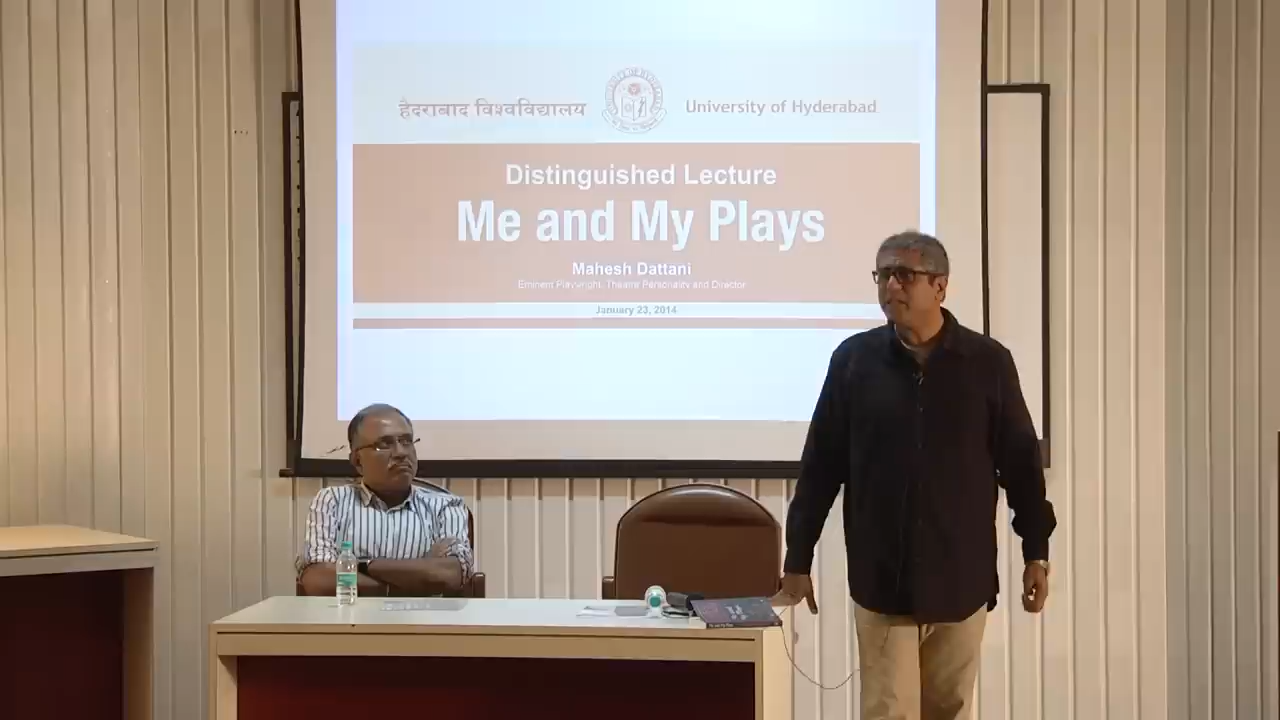 हैदराबाद विश्वविद्यालय
University of Hyderabad
Distinguished Lecture
Me and My Plays
Mahesh Dattani
Eminent Playwright, Theatre Personality and Director
January 23, 2014